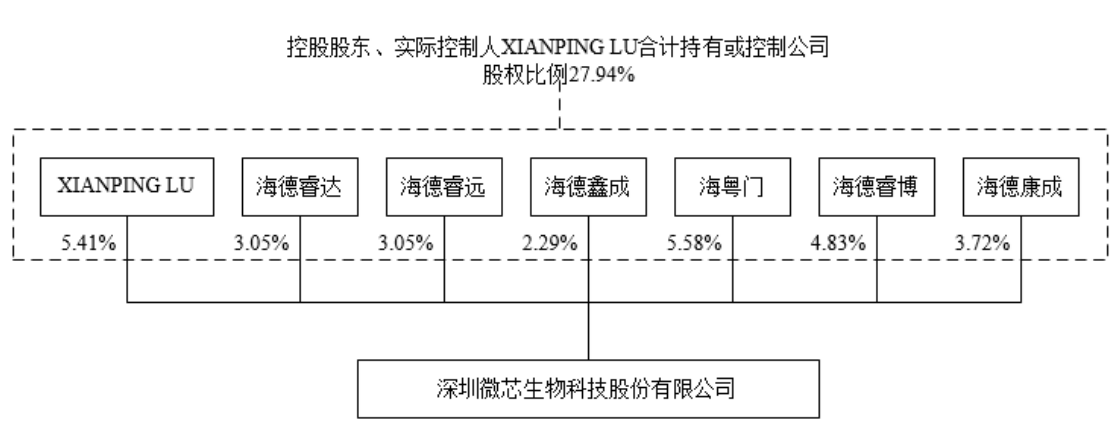 控股股东、实际控制人XIANPING LU合计持有或控制公司
股权比例27.94%
XIANPING LU
海德睿达
海德睿远
海德鑫成
海粤门
海德睿博
海德康成
5.41%
3.05%
3.05%
2.29%
5.58%
4.83%
3.72%
深圳微芯生物科技股份有限公司